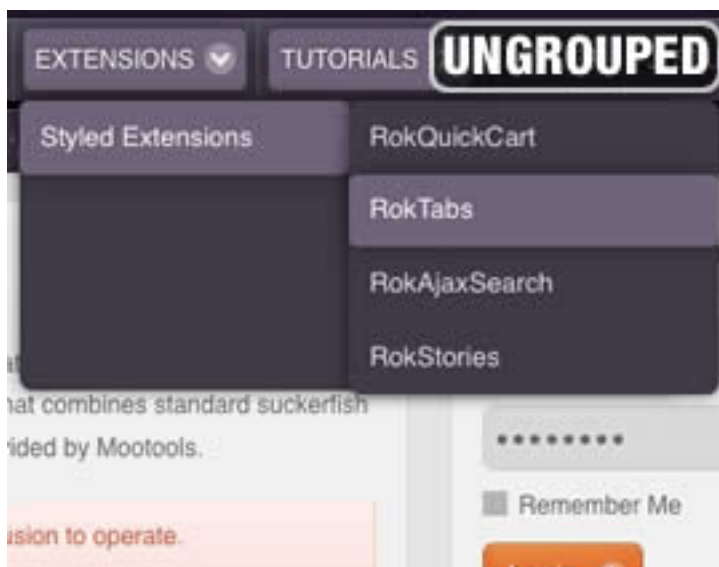 EXTENSIONS
TUTORIALS
UNGROUPED
Styled Extensions
RokQuickCart
RokTabs
RokAjaxSearch
RokStories
hat combines standard suckerfish
vided by Mootools.
usion to operate.
Remember Me